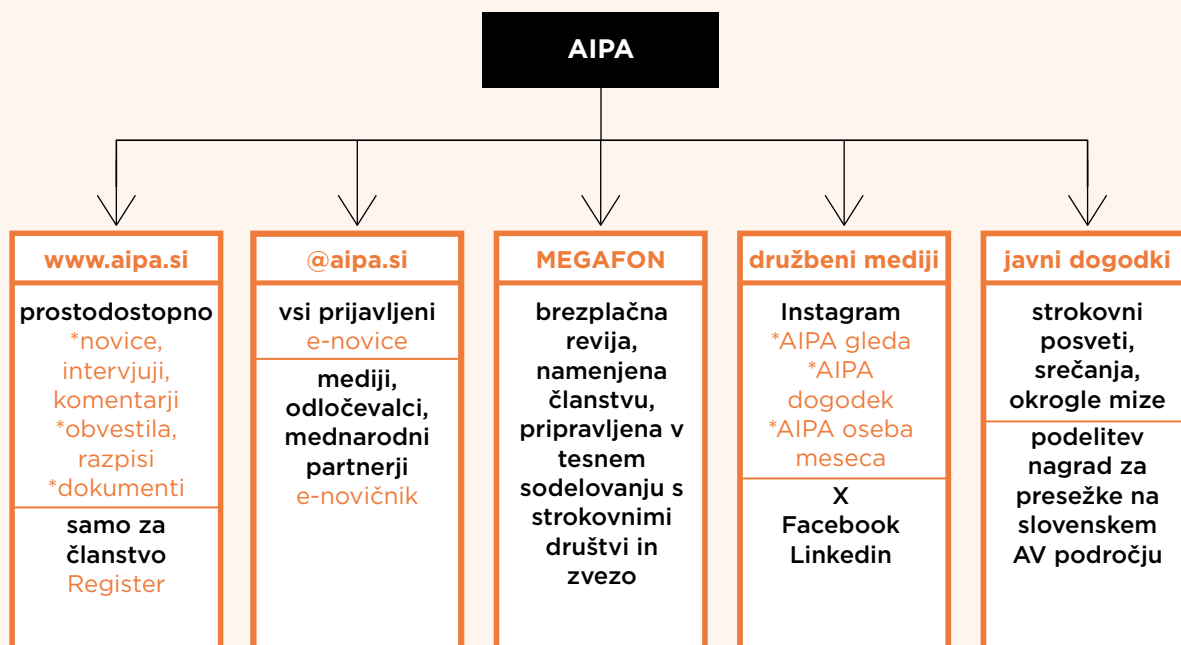 AIPA
www.aipa.si
prostodostopno
*novice,
intervjuji,
komentarji
*obvestila,
razpisi
*dokumenti
samo za
članstvo
Register
@aipa.si
vsi prijavljeni
e-novice
mediji,
odločevalci,
mednarodni
partnerji
e-novičnik
MEGAFON
brezplačna
revija,
namenjena
članstvu,
pripravljena v
tesnem
sodelovanju s
strokovnimi
društvi in
zvezo
družbeni mediji
Instagram
*AIPA gleda
*AIPA
dogodek
*AIPA oseba
meseca
X
Facebook
Linkedin
javni dogodki
strokovni
posveti,
srečanja,
okrogle mize
podelitev
nagrad za
presežke na
slovenskem
AV področju